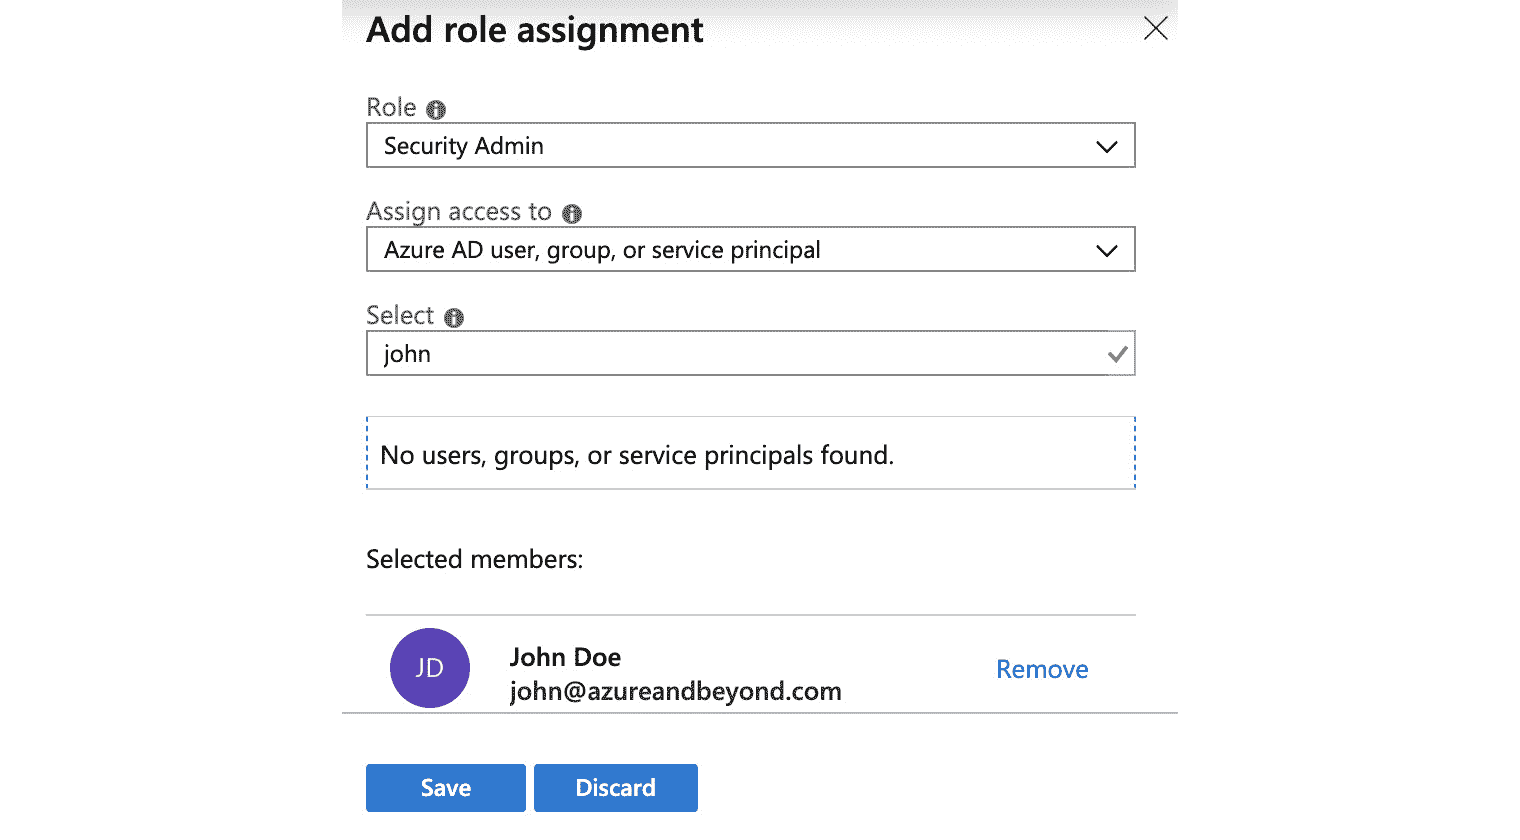 Add role assignment
Role
Security Admin
Assign access to
Azure AD user, group, or service principal
Select
john
No users, groups, or service principals found.
Selected members:
JD
John Doe
john@azureandbeyond.com
Remove
Save
Discard